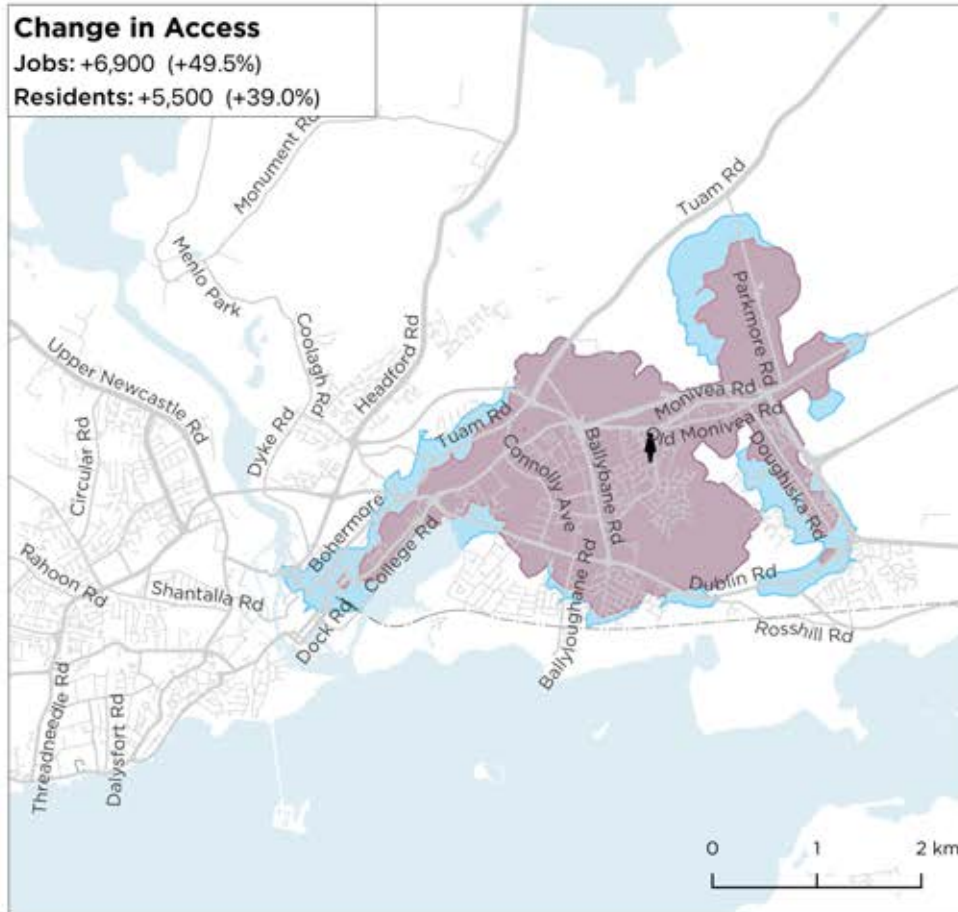 Change in Access
Jobs: +6,900 (+49.5%)
Residents: +5,500 (+39.0%)
Monument Rd
Tuam Rd
Menlo Park
Parkmore Rd
Coolagh Rd
Headford Rd
Upper Newcastle Rd
Monivea Rd
Old Monivea Rd
Tuam Rd
Dyke Rd
Circular Rd
Connolly Ave
Ballybane Rd
Doughiska Rd
Bohermore
College Rd
Rahoon Rd
Shantalla Rd
Dublin Rd
Dock Rd
Ballyloughane Rd
Rosshill Rd
Threadneedle Rd
Dalysfort Rd
0 1 2 km